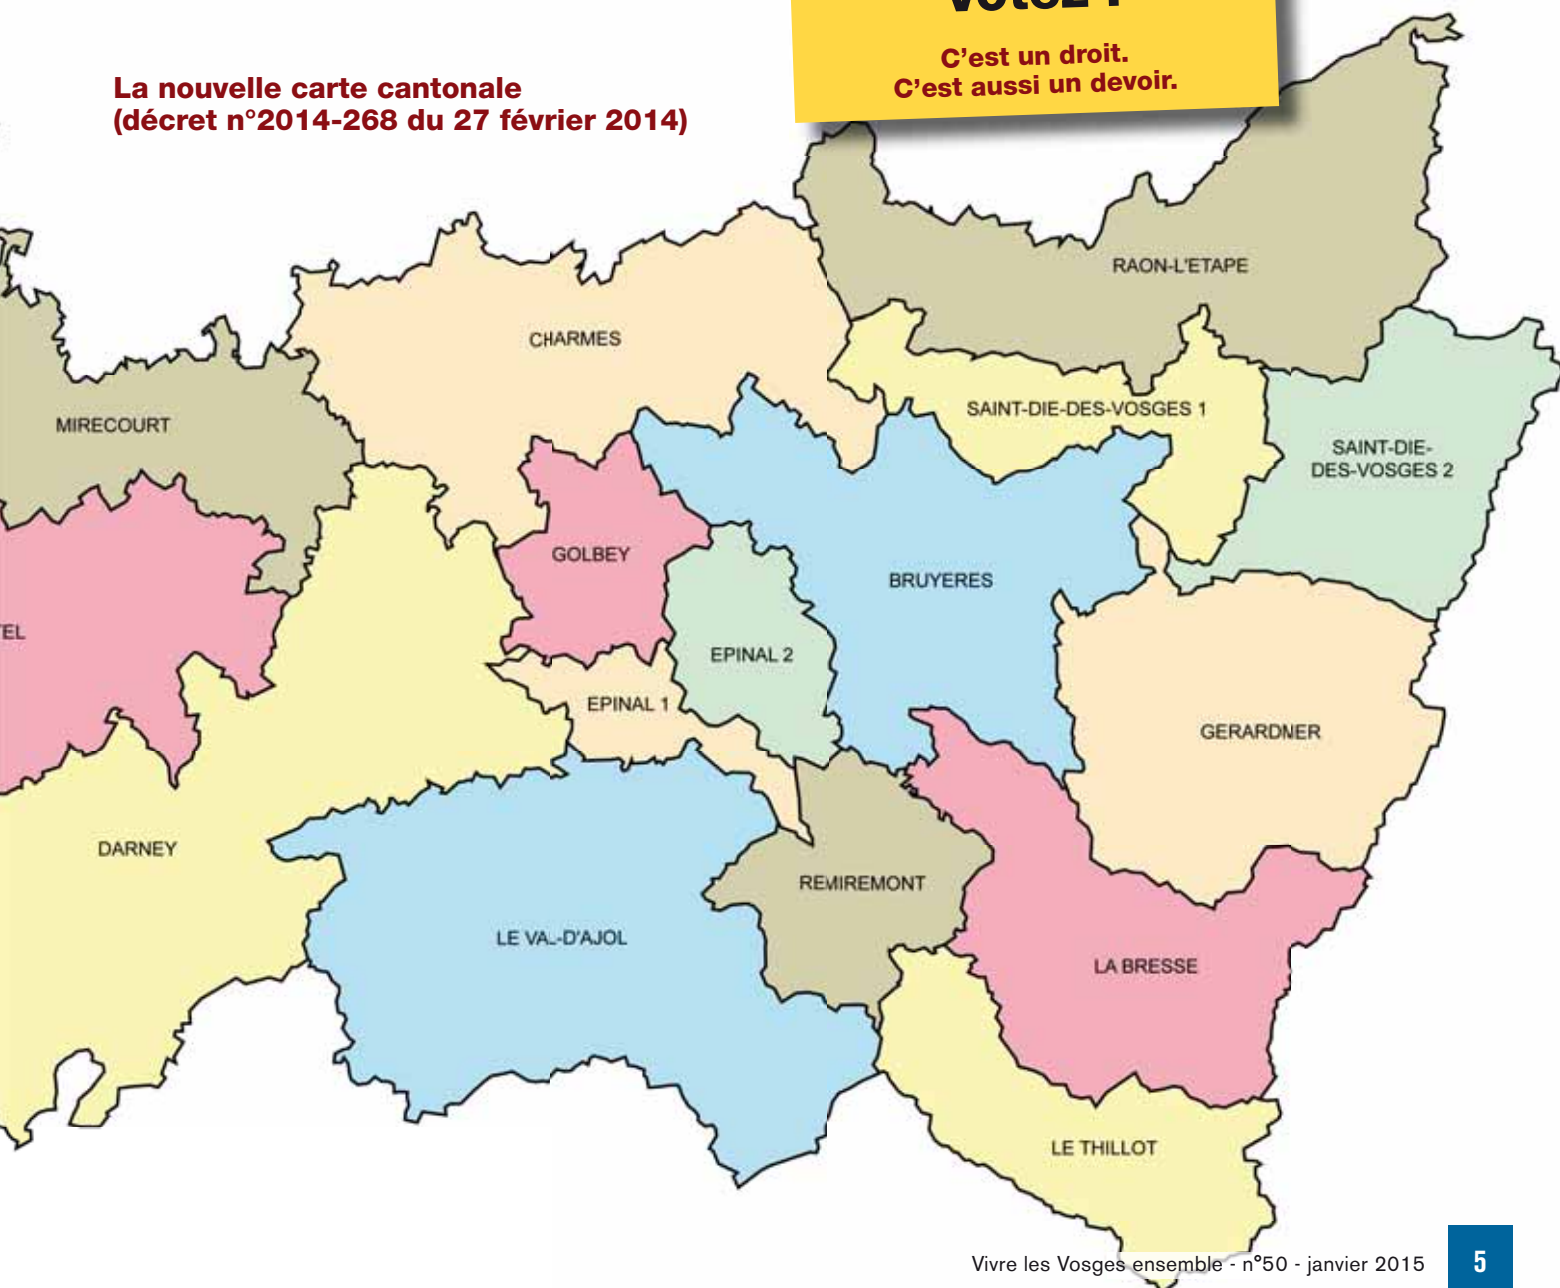 C'est un droit.
C'est aussi un devoir.
La nouvelle carte cantonale
(décret n°2014-268 du 27 février 2014)
RAON-L'ETAPE
CHARMES
MIRECOURT
SAINT-DIE-DES-VOSGES 1
SAINT-DIE-
DES-VOSGES 2
GOLBEY
BRUYERES
EPINAL 2
EPINAL 1
GERARDMER
DARNEY
REMIREMONT
LE VAL-D'AJOL
LA BRESSE
LE THILLOT
Vivre les Vosges ensemble - n°50 - janvier 2015
5